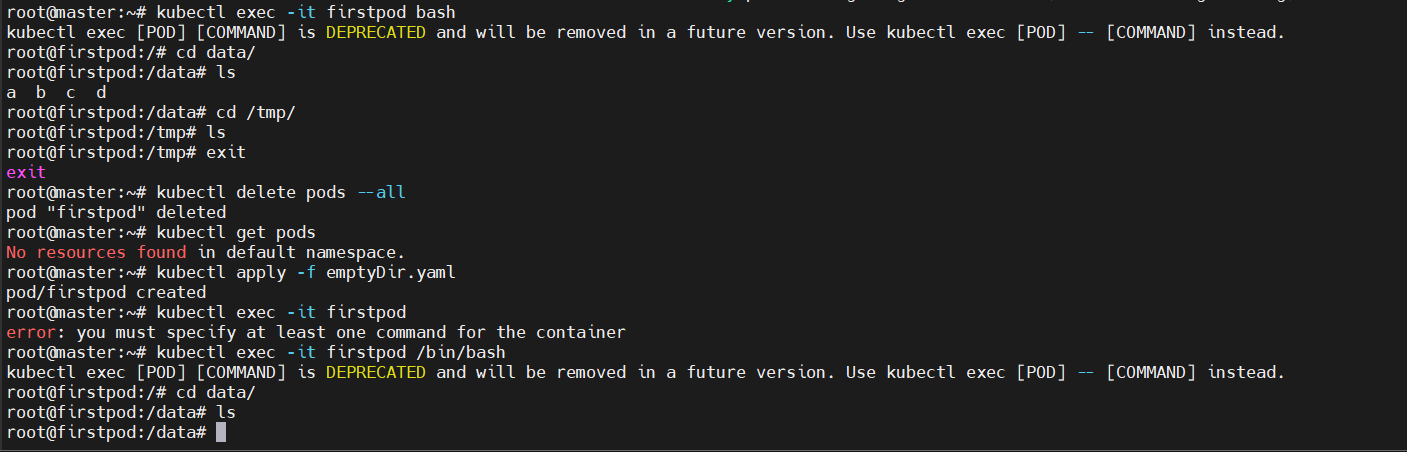 root@master:~# kubectl exec -it firstpod bash
kubectl exec [POD] [COMMAND] is DEPRECATED and will be removed in a future version. Use kubectl exec [POD] -- [COMMAND] instead.
root@firstpod:/# cd data/
root@firstpod:/data# ls
a  b  c  d
root@firstpod:/data# cd /tmp/
root@firstpod:/tmp# ls
root@firstpod:/tmp# exit
exit
root@master:~# kubectl delete pods --all
pod "firstpod" deleted
root@master:~# kubectl get pods
No resources found in default namespace.
root@master:~# kubectl apply -f emptyDir.yaml
pod/firstpod created
root@master:~# kubectl exec -it firstpod
error: you must specify at least one command for the container
root@master:~# kubectl exec -it firstpod /bin/bash
kubectl exec [POD] [COMMAND] is DEPRECATED and will be removed in a future version. Use kubectl exec [POD] -- [COMMAND] instead.
root@firstpod:/# cd data/
root@firstpod:/data# ls
root@firstpod:/data#